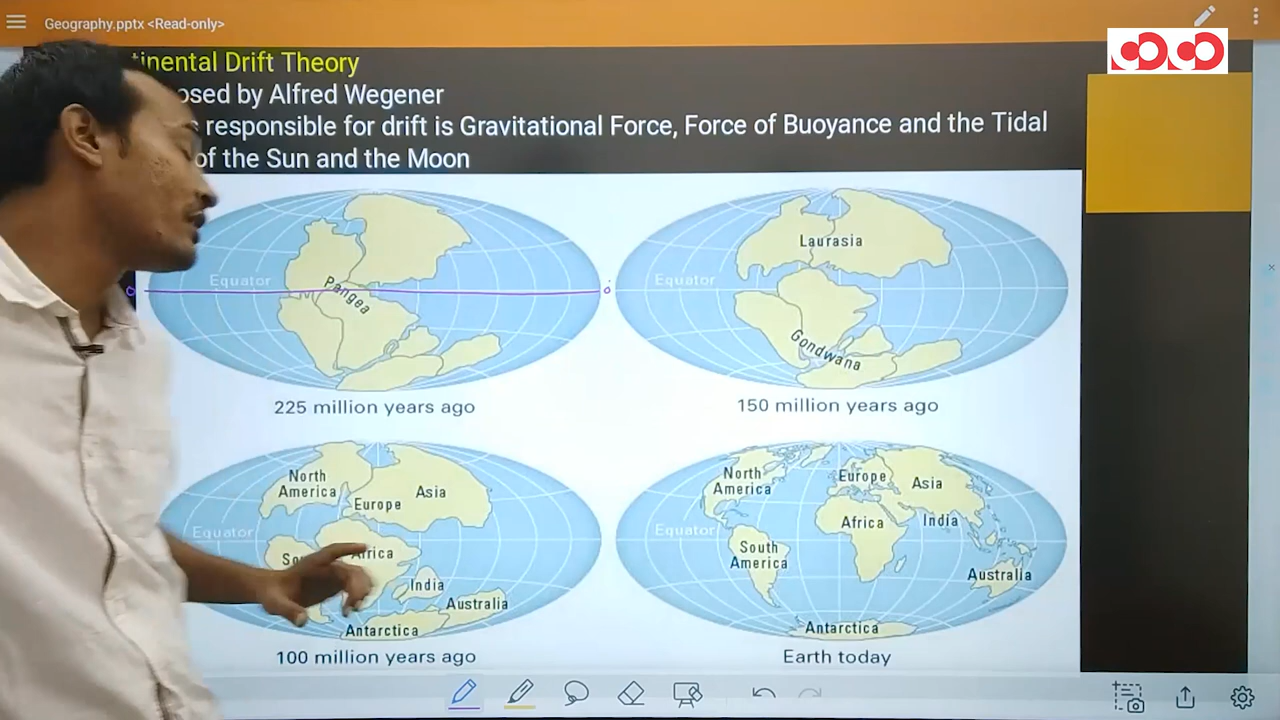 Geography.pptx <Read-only>
tinental Drift Theory
osed by Alfred Wegener
responsible for drift is Gravitational Force, Force of Buoyance and the Tidal
of the Sun and the Moon
Equator
Pangea
225 million years ago
Equator
Laurasia
Gondwana
150 million years ago
North
America
Europe
Asia
Equator
Africa
India
Australia
Antarctica
100 million years ago
North
America
Europe
Asia
Equator
Africa
India
South
America
Australia
Antarctica
Earth today